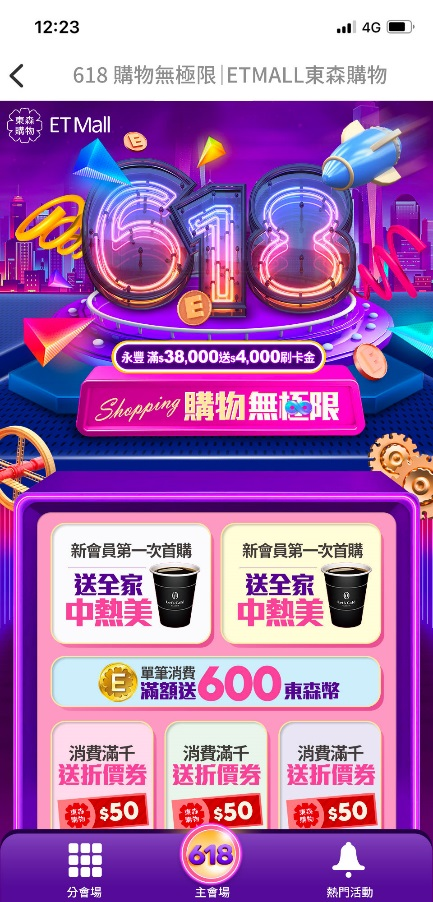 12:23
4G
618 購物無極限|ETMALL東森購物
東森
購物
ET Mall
618
永豐 滿$38,000送$4,000刷卡金
Shopping 購物無極限
新會員第一次首購
送全家
中熱美
新會員第一次首購
送全家
中熱美
E
單筆消費
滿額送600東森幣
消費滿千
送折價券
東森
購物
$50
消費滿千
送折價券
東森
購物
$50
消費滿千
送折價券
東森
購物
$50
分會場
618
主會場
熱門活動